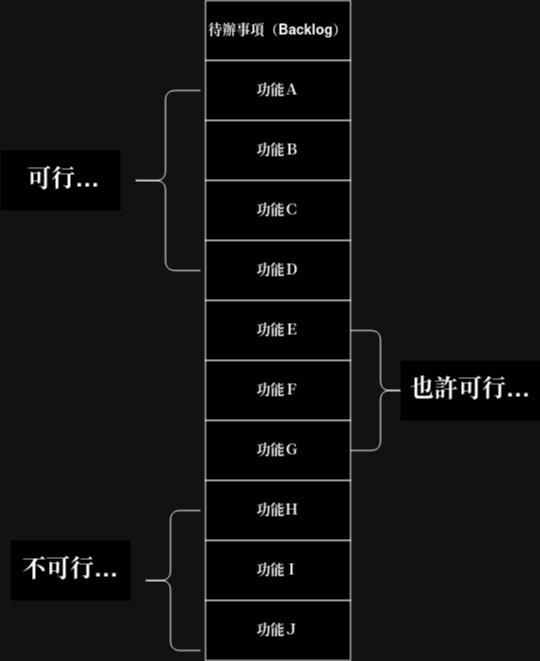 待辦事項（Backlog）
功能A
功能B
功能C
功能D
可行...
功能E
功能F
功能G
也許可行...
功能H
功能I
功能J
不可行...